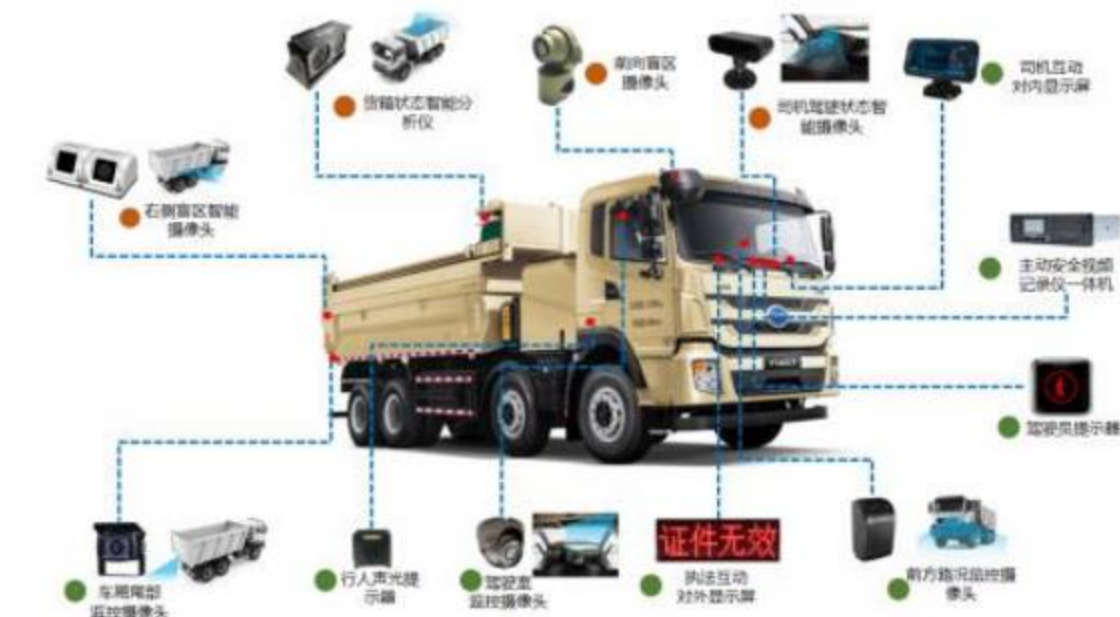 货箱状态智能分
析仪
前向盲区
摄像头
司机驾驶状态智
能摄像头
司机互动
对内显示屏
右侧盲区智能
摄像头
主动安全视频
记录仪一体机
驾驶员提示器
证件无效
车厢尾部
监控摄像头
行人声光提
示器
驾驶室
监控摄像头
执法互动
对外显示屏
前方路况监控摄
像头